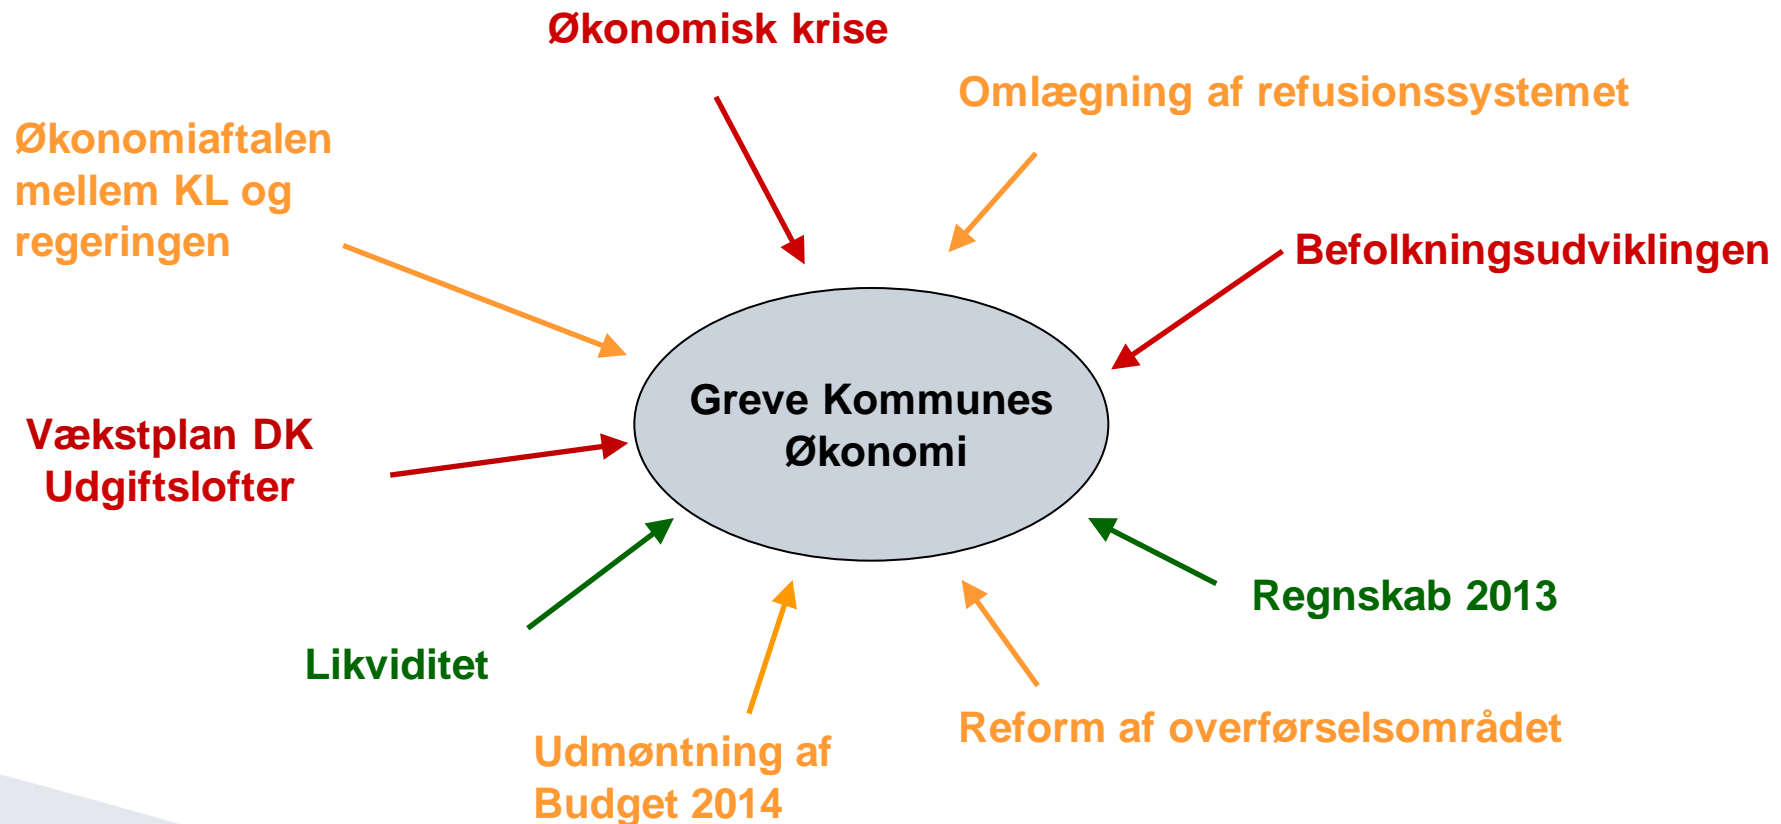 Økonomisk krise
Omlægning af refusionssystemet
Økonomiaftalen
mellem KL og
regeringen
Befolkningsudviklingen
Greve Kommunes
Økonomi
Vækstplan DK
Udgiftslofter
Regnskab 2013
Likviditet
Reform af overførselsområdet
Udmøntning af
Budget 2014